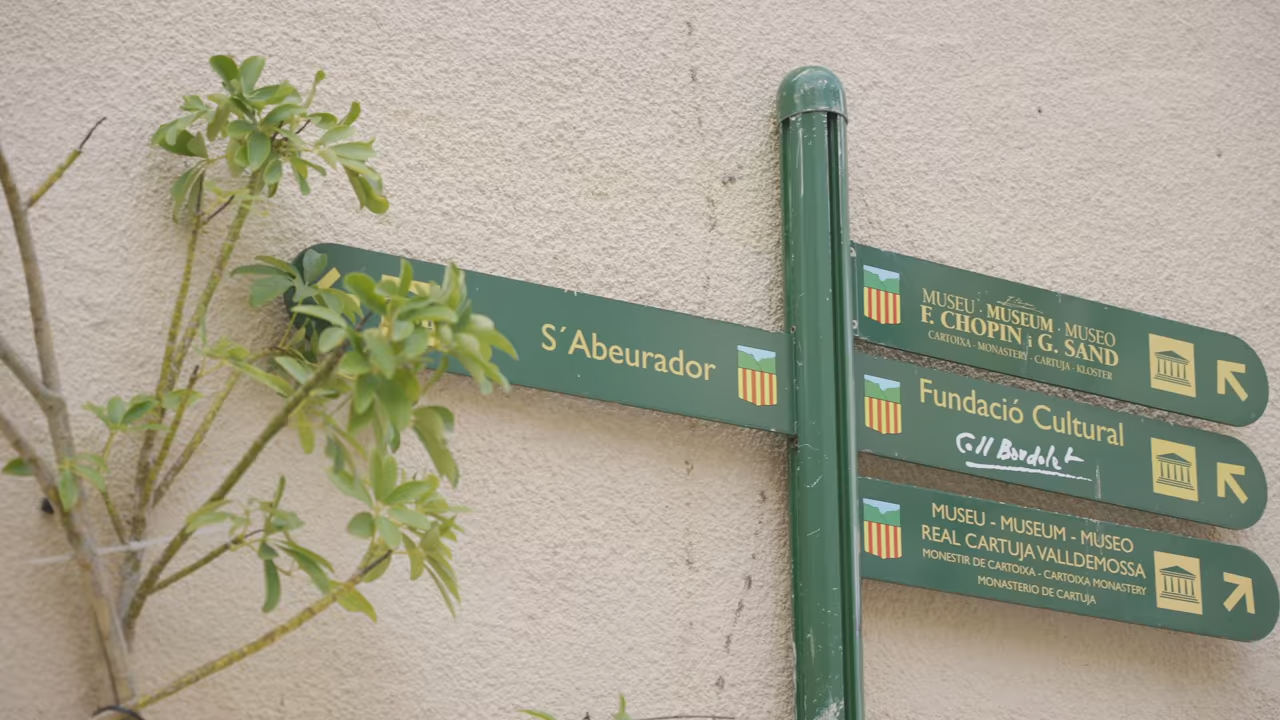 S´Abeurador
MUSEU · MUSEUM · MUSEO
F. CHOPIN i G. SAND
CARTOIXA - MONASTERY - CARTUJA - KLOSTER
Fundació Cultural
Coll Bardolet
MUSEU - MUSEUM - MUSEO
REAL CARTUJA VALLDEMOSSA
MONESTIR DE CARTOIXA - CARTOIXA MONASTERY
MONASTERIO DE CARTUJA